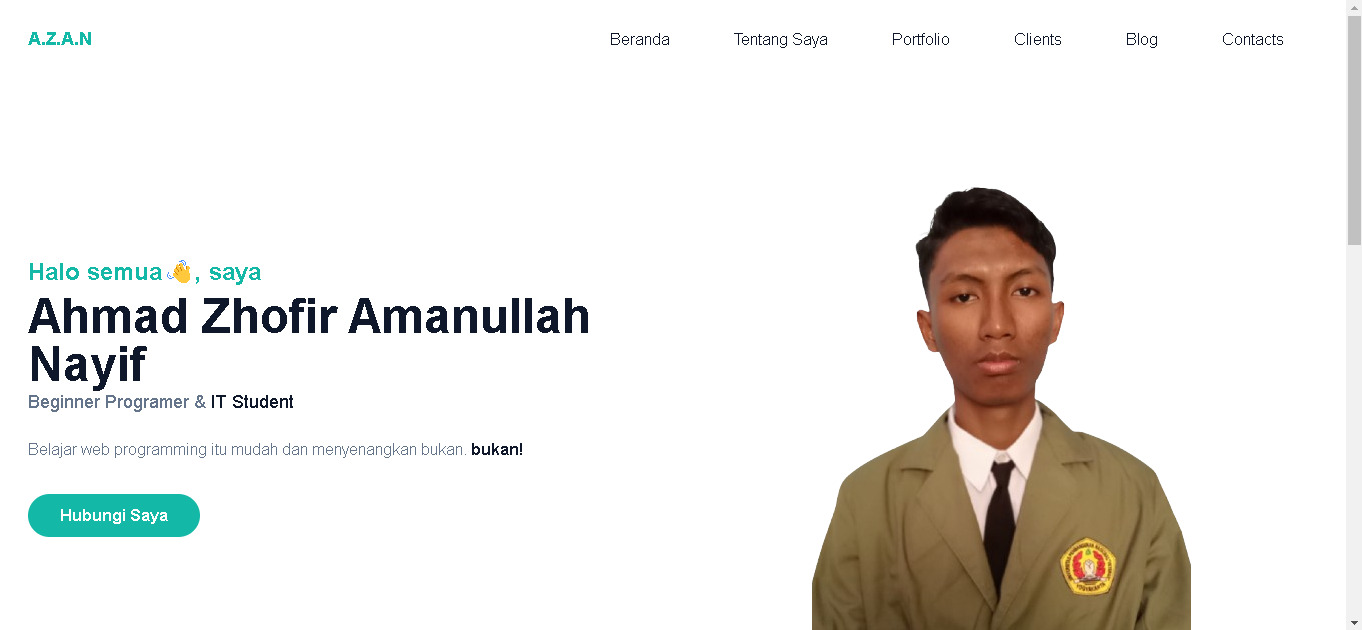 A.Z.A.N
Beranda
Tentang Saya
Portfolio
Clients
Blog
Contacts
Halo semua👋, saya
Ahmad Zhofir Amanullah
Nayif
Beginner Programer & IT Student
Belajar web programming itu mudah dan menyenangkan bukan. bukan!
Hubungi Saya
YOGYAKARTA